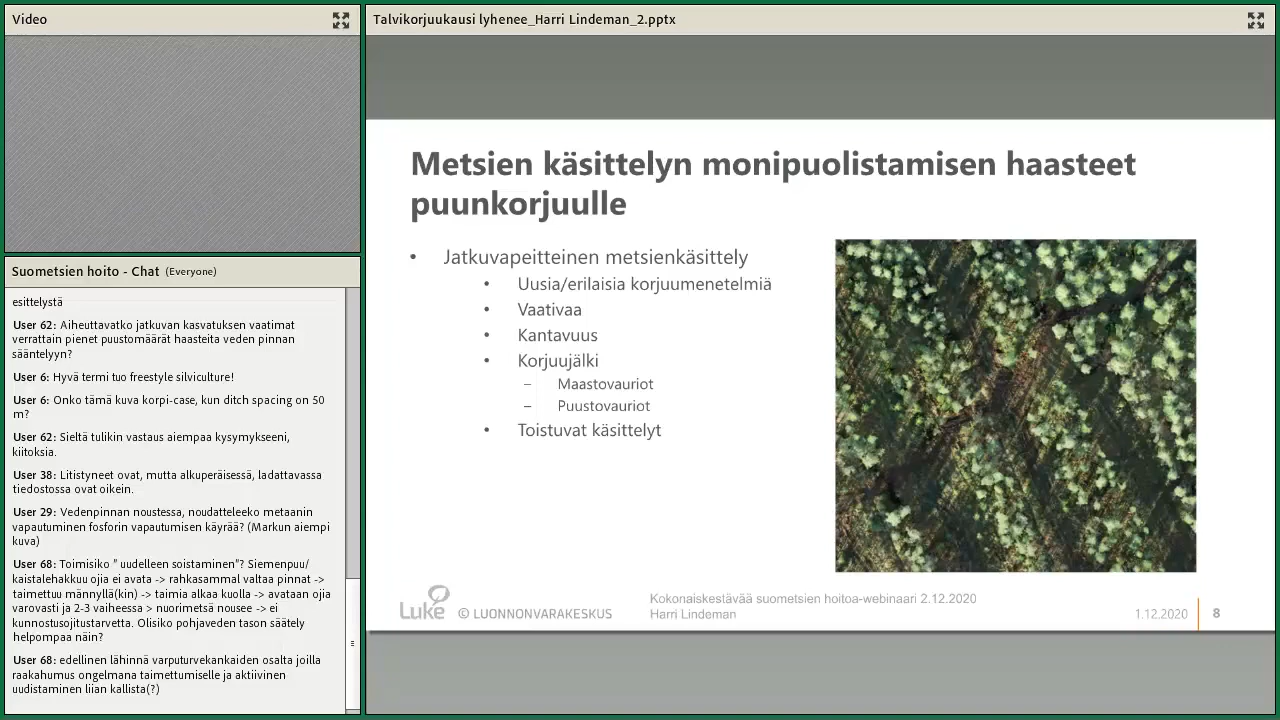 Video
Talvikorjuukausi lyhenee_Harri Lindeman_2.pptx
Suometsien hoito - Chat (Everyone)
esittelystä
User 62: Aiheuttavatko jatkuvan kasvatuksen vaatimat
verrattain pienet puustomäärät haasteita veden pinnan
sääntelyyn?
User 6: Hyvä termi tuo freestyle silviculture!
User 6: Onko tämä kuva korpi-case, kun ditch spacing on 50
m?
User 62: Sieltä tulikin vastaus aiempaa kysymykseeni,
kiitoksia.
User 38: Litistyneet ovat, mutta alkuperäisessä, ladattavassa
tiedostossa ovat oikein.
User 29: Vedenpinnan noustessa, noudatteleeko metaanin
vapautuminen fosforin vapautumisen käyrää? (Markun aiempi
kuva)
User 68: Toimisiko " uudelleen soistaminen"? Siemenpuu/
kaistalehakkuu ojia ei avata -> rahkasammal valtaa pinnat ->
taimettuu männyllä(kin) -> taimia alkaa kuolla -> avataan ojia
varovasti ja 2-3 vaiheessa > nuorimetsä nousee -> ei
kunnostusojitustarvetta. Olisiko pohjaveden tason säätely
helpompaa näin?
User 68: edellinen lähinnä varputurvekankaiden osalta joilla
raakahumus ongelmana taimettumiselle ja aktiivinen
uudistaminen liian kallista(?)
Metsien käsittelyn monipuolistamisen haasteet
puunkorjuulle
• Jatkuvapeitteinen metsienkäsittely
• Uusia/erilaisia korjuumenetelmiä
• Vaativaa
• Kantavuus
• Korjuujälki
– Maastovauriot
– Puustovauriot
• Toistuvat käsittelyt
Luke © LUONNONVARAKESKUS
Kokonaiskestävää suometsien hoitoa-webinaari 2.12.2020
Harri Lindeman
1.12.2020 8